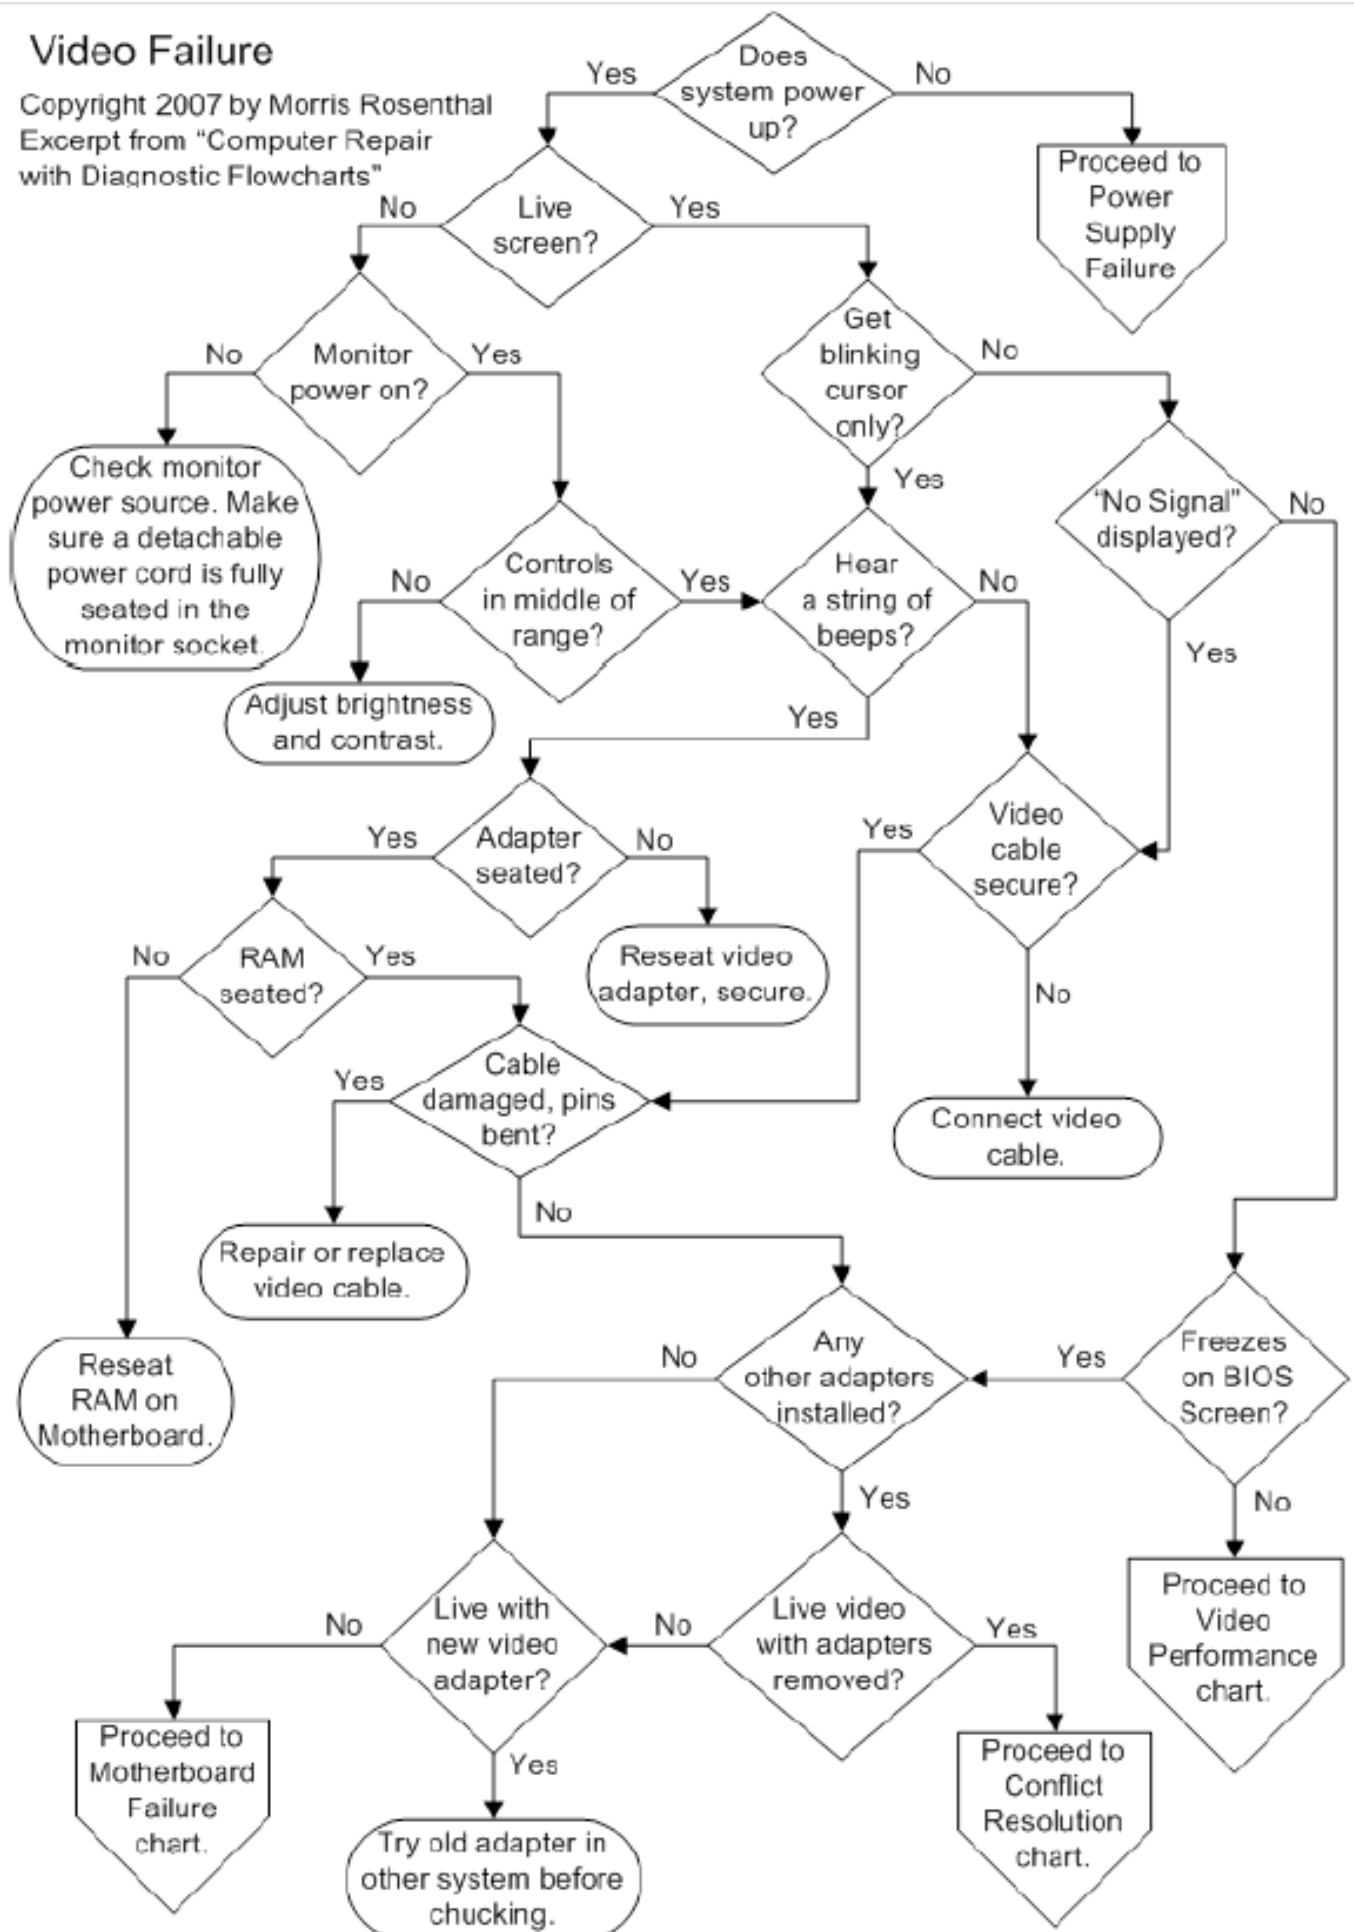 Video Failure
Copyright 2007 by Morris Rosenthal
Excerpt from “Computer Repair
with Diagnostic Flowcharts"
Does
system power
up?
Yes
No
Proceed to
Power
Supply
Failure
Live
screen?
No
Yes
Monitor
power on?
No
Yes
Get
blinking
cursor
only?
No
Yes
Check monitor
power source. Make
sure a detachable
power cord is fully
seated in the
monitor socket.
“No Signal”
displayed?
No
Yes
Controls
in middle of
range?
No
Yes
Hear
a string of
beeps?
No
Yes
Adjust brightness
and contrast.
Adapter
seated?
Yes
No
Video
cable
secure?
Yes
No
Reseat video
adapter, secure.
RAM
seated?
No
Yes
Cable
damaged, pins
bent?
Yes
No
Connect video
cable.
Repair or replace
video cable.
Reseat
RAM on
Motherboard.
Any
other adapters
installed?
No
Yes
Freezes
on BIOS
Screen?
Yes
No
Live with
new video
adapter?
No
Yes
Live video
with adapters
removed?
No
Yes
Proceed to
Video
Performance
chart.
Proceed to
Motherboard
Failure
chart.
Try old adapter in
other system before
chucking.
Proceed to
Conflict
Resolution
chart.